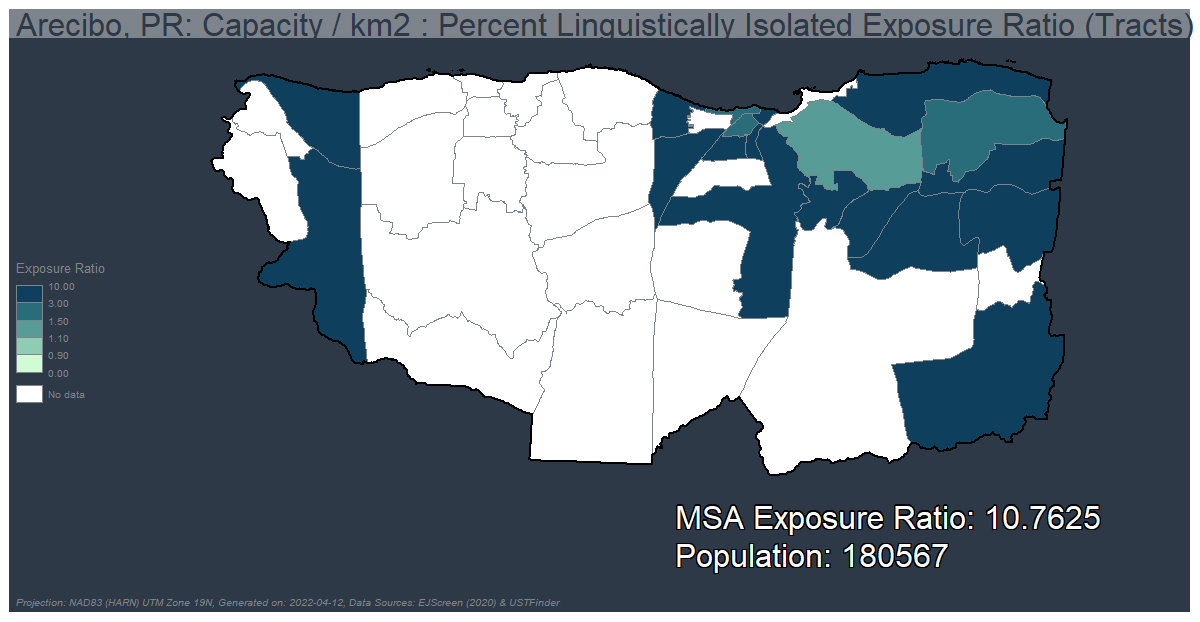 Arecibo, PR: Capacity / km2 : Percent Linguistically Isolated Exposure Ratio (Tracts)
Exposure Ratio
10.00
3.00
1.50
1.10
0.90
0.00
No data
MSA Exposure Ratio: 10.7625
Population: 180567
Projection: NAD83 (HARN) UTM Zone 19N, Generated on: 2022-04-12, Data Sources: EJScreen (2020) & USTFinder